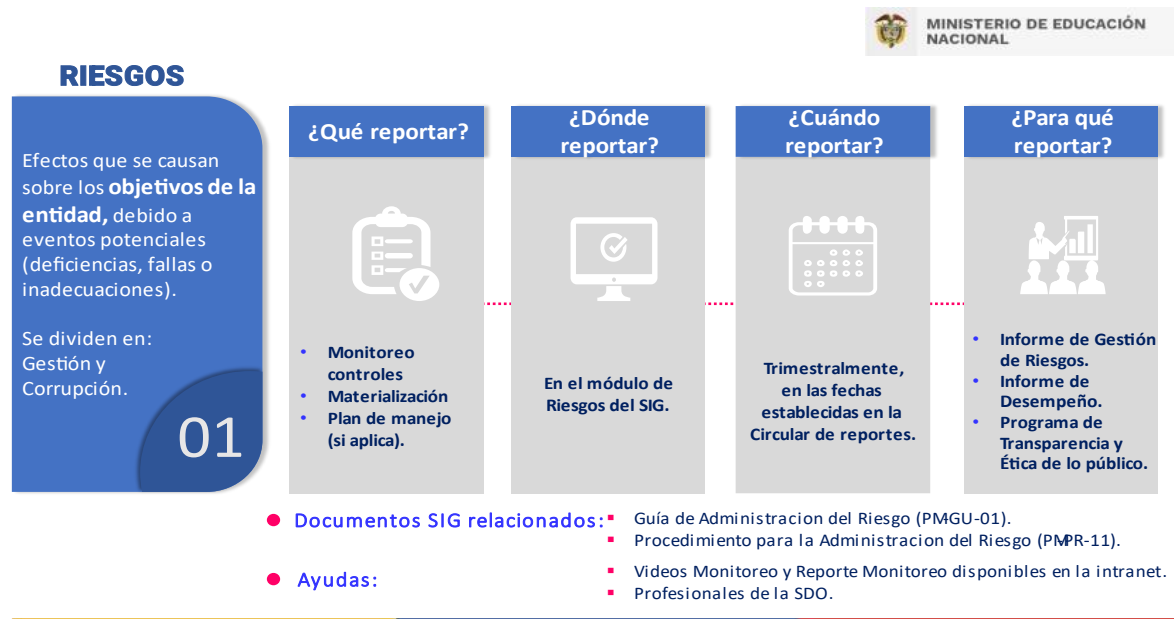 MINISTERIO DE EDUCACIÓN
NACIONAL
RIESGOS
Efectos que se causan
sobre los objetivos de la
entidad, debido a
eventos potenciales
(deficiencias, fallas o
inadecuaciones).
Se dividen en:
Gestión y
Corrupción.
01
¿Qué reportar?
• Monitoreo
controles
• Materialización
• Plan de manejo
(si aplica).
¿Dónde
reportar?
En el módulo de
Riesgos del SIG.
¿Cuándo
reportar?
Trimestralmente,
en las fechas
establecidas en la
Circular de reportes.
¿Para qué
reportar?
• Informe de Gestión
de Riesgos.
• Informe de
Desempeño.
• Programa de
Transparencia y
Ética de lo público.
Documentos SIG relacionados:
Guía de Administracion del Riesgo (PM-GU-01).
Procedimiento para la Administracion del Riesgo (PM-PR-11).
Ayudas:
Videos Monitoreo y Reporte Monitoreo disponibles en la intranet.
Profesionales de la SDO.